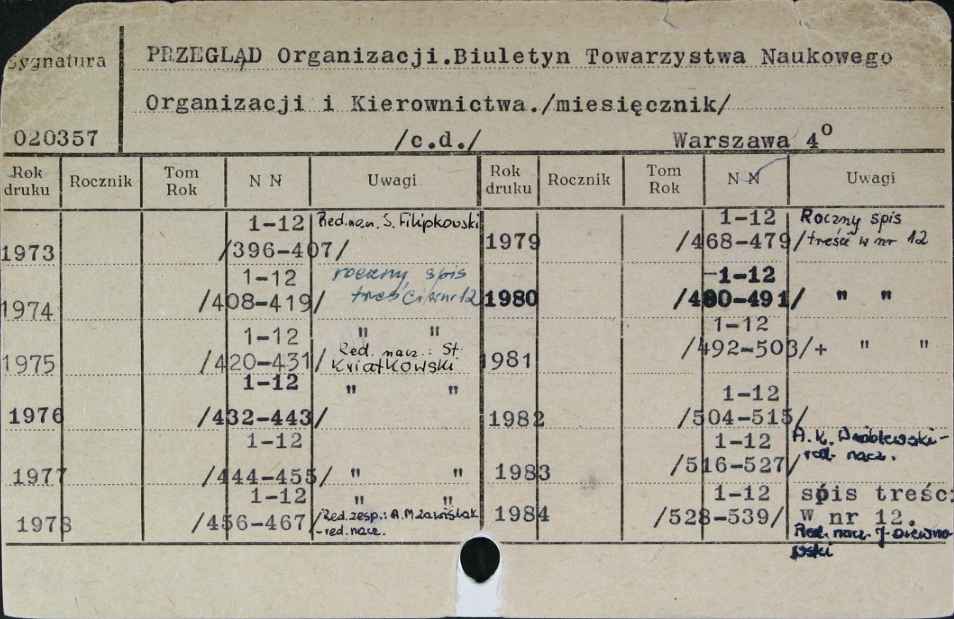 Sygnatura
PRZEGLĄD Organizacji.Biuletyn Towarzystwa Naukowego
Organizacji i Kierownictwa./miesięcznik/
020357 /c.d./ Warszawa 4⁰
Rok druku Rocznik Tom Rok N N Uwagi Rok druku Rocznik Tom Rok N N Uwagi
1973 1-12 /396-407/ Red.nacz. S. Filipkowski
1974 1-12 /408-419/ roczny spis treści w nr 12
1975 1-12 /420-431/ " " Red. nacz.: St. Kwiatkowski
1976 1-12 /432-443/ " "
1977 1-12 /444-455/ " "
1978 1-12 /456-467/ " " Red.zesp.: A.M. -red.nacz.
1979 1-12 /468-479/ Roczny spis treści w nr 12
1980 1-12 /480-491/ " "
1981 1-12 /492-503/+ " "
1982 1-12 /504-515/
1983 1-12 /516-527/ A. K. Wróblewski- red. nacz.
1984 1-12 /528-539/ spis treści w nr 12. Red. nacz. J.